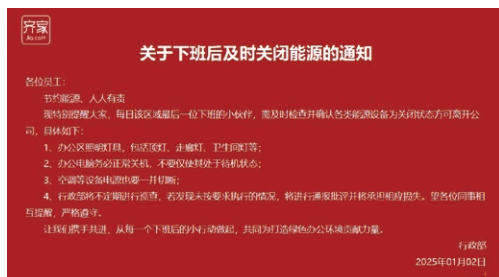 齐家
Jia.com
关于下班后及时关闭能源的通知
各位员工：
节约能源、人人有责
现特别提醒大家，每日该区域最后一位下班的小伙伴，需及时检查并确认各类能源设备为关闭状态方可离开公
司，具体如下：
1、办公区照明灯具，包括顶灯、走廊灯、卫生间灯等；
2、办公电脑务必正常关机，不要仅使其处于待机状态；
3、空调等设备电源也要一并切断；
4、行政部将不定期进行巡查，若发现未按要求执行的情况，将进行通报批评并将承担相应损失。望各位同事相
互提醒，严格遵守。
让我们携手共进，从每一个下班后的小行动做起，共同为打造绿色办公环境贡献力量。
行政部
2025年01月02日